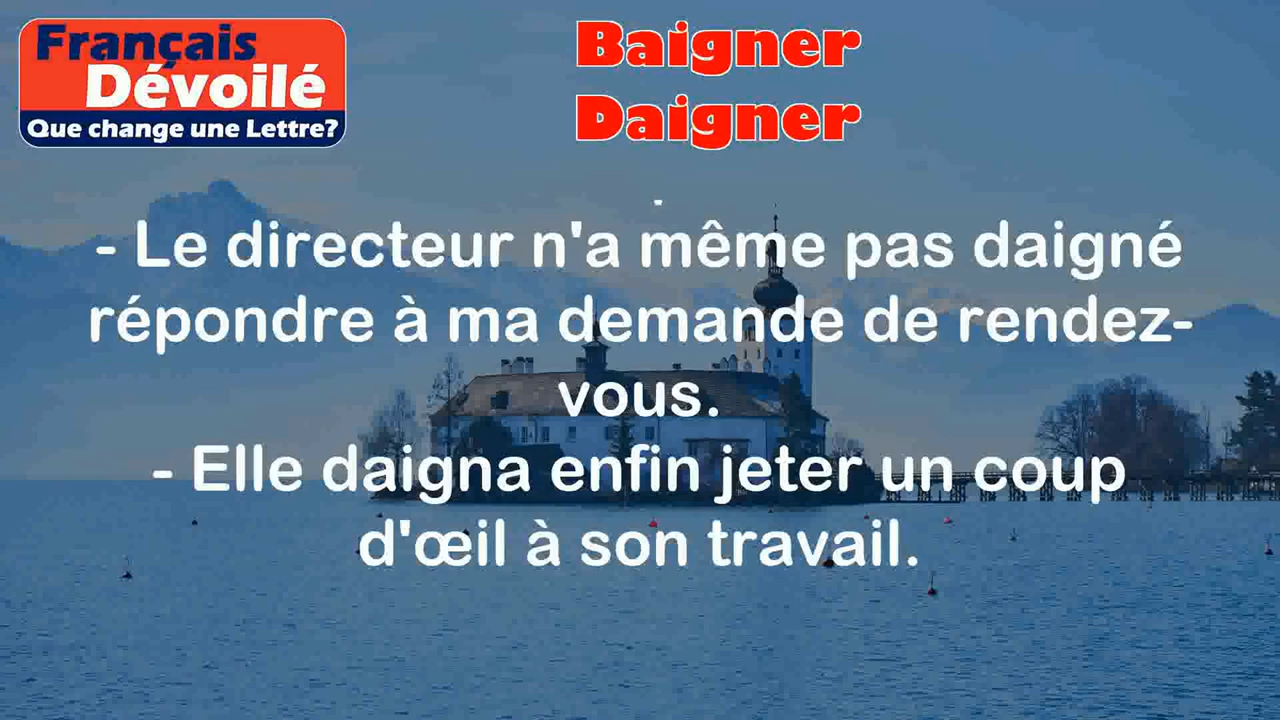 Français
Dévoilé
Que change une Lettre?
Baigner
Daigner
- Le directeur n'a même pas daigné
répondre à ma demande de rendez-
vous.
- Elle daigna enfin jeter un coup
d'œil à son travail.